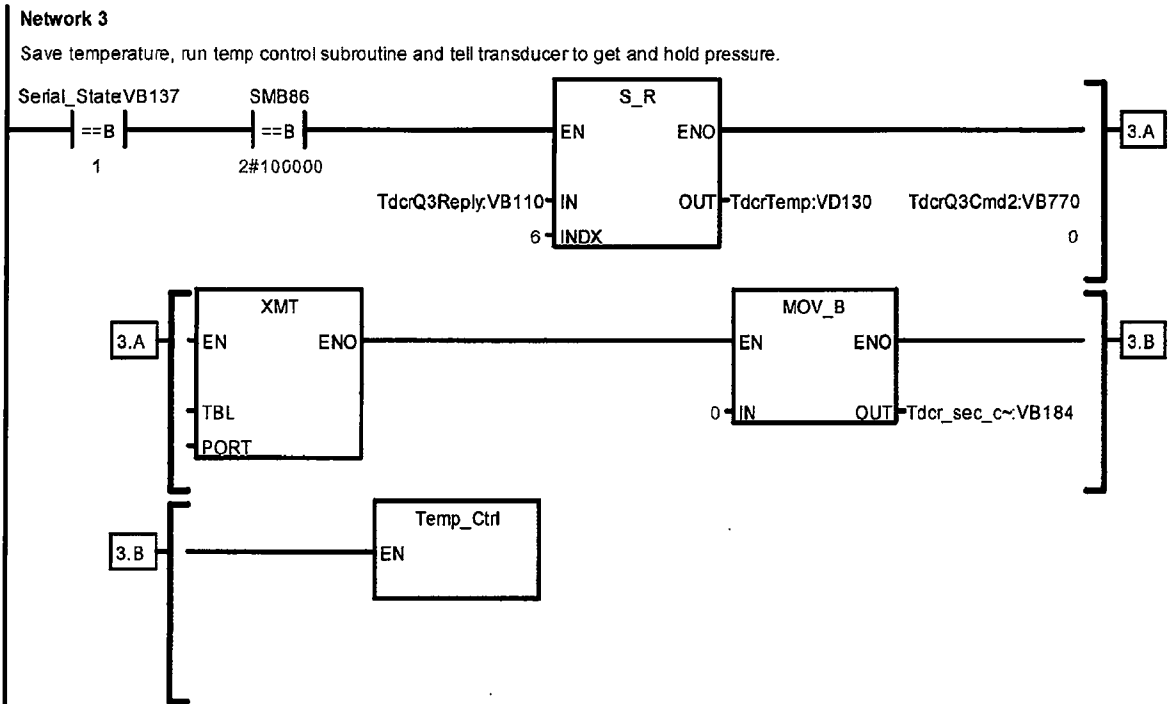 Network 3
Save temperature, run temp control subroutine and tell transducer to get and hold pressure.
Serial_State:VB137 SMB86
==B ==B
1 2#100000
S_R
EN ENO
TdcrQ3Reply:VB110 IN OUT TdcrTemp:VD130 TdcrQ3Cmd2:VB770
6 INDX 0
3.A
3.A
XMT
EN ENO
TBL
PORT
MOV_B
EN ENO
0 IN OUT Tdcr_sec_c~:VB184
3.B
3.B
Temp_Ctrl
EN